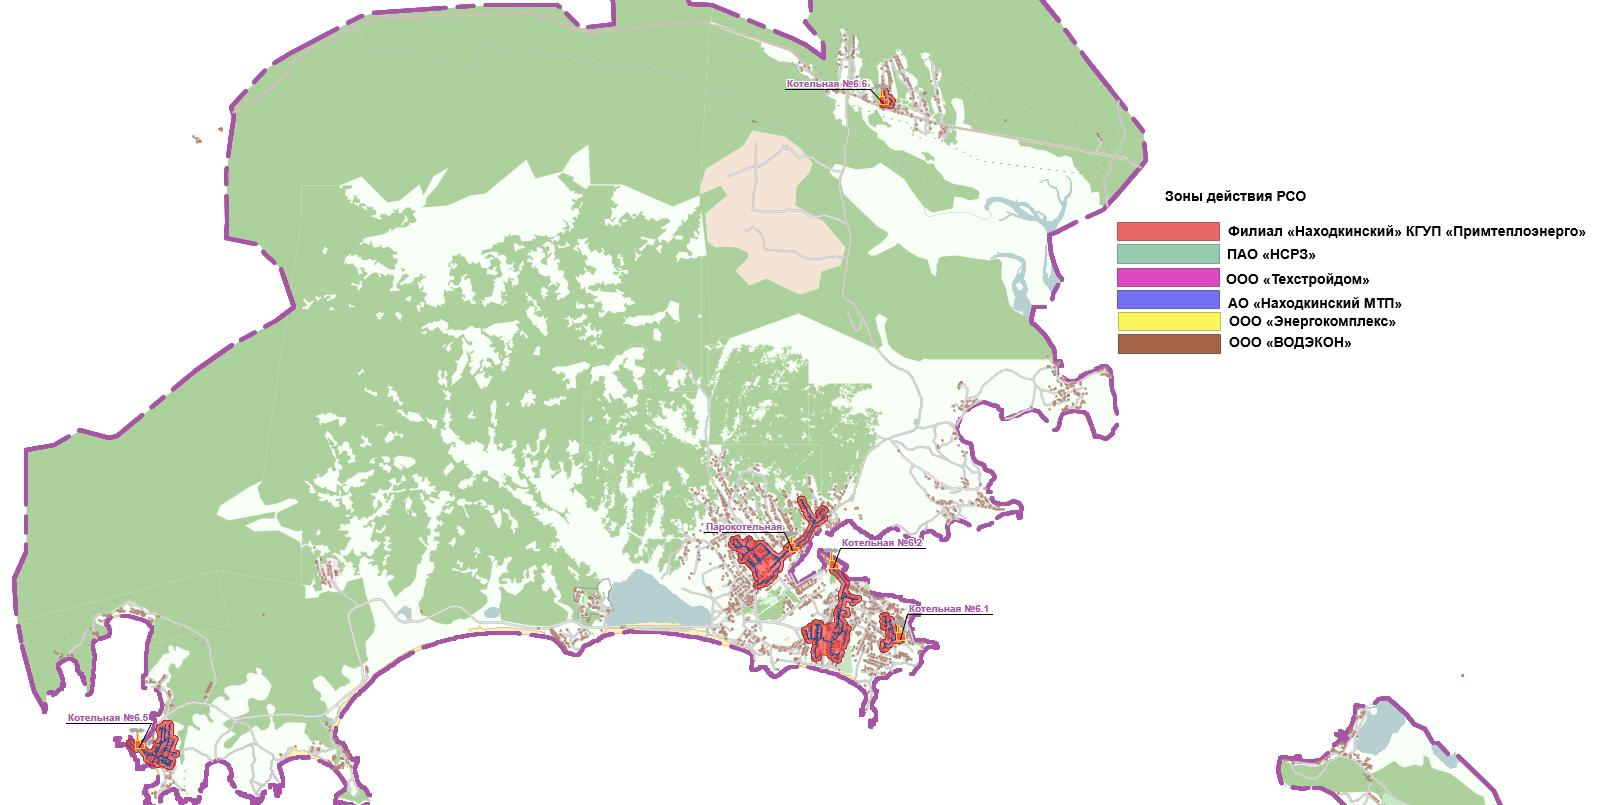 Котельная №6.6
Зоны действия РСО
Филиал «Находкинский» КГУП «Примтеплоэнерго»
ПАО «НСРЗ»
ООО «Техстройдом»
АО «Находкинский МТП»
ООО «Энергокомплекс»
ООО «ВОДЭКОН»
Парокотельная
Котельная №6.2
Котельная №6.1
Котельная №6.5